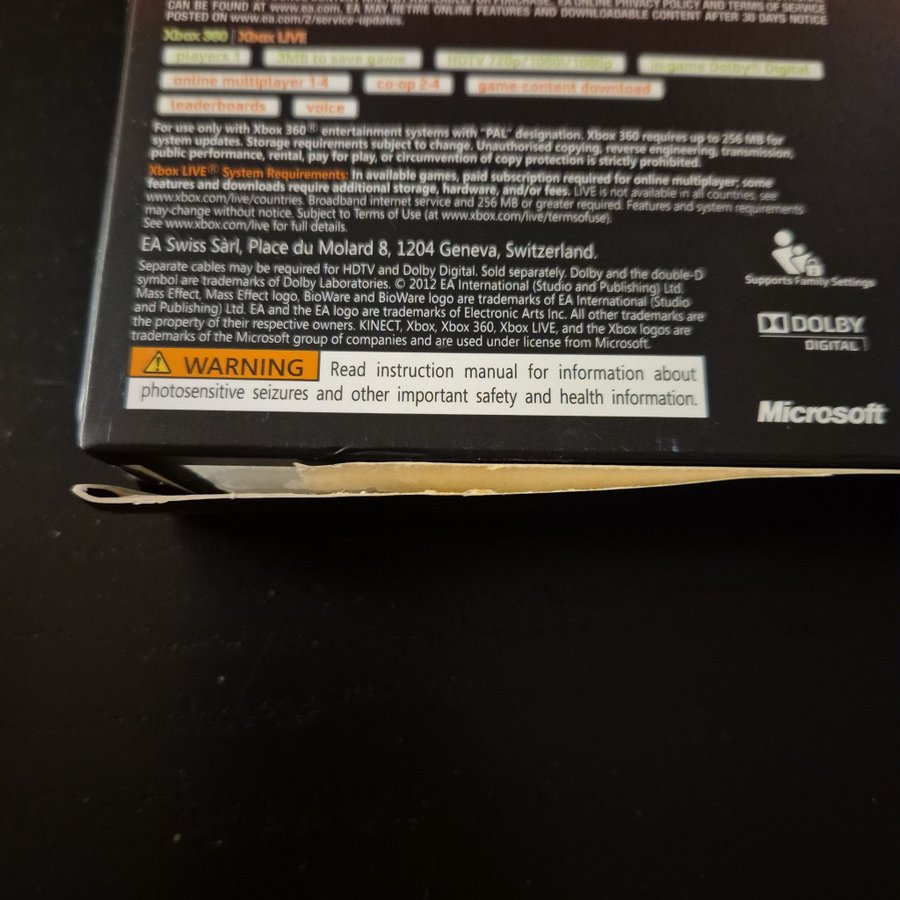 CAN BE FOUND AT www.ea.com. EA MAY RETIRE ONLINE FEATURES AND DOWNLOADABLE CONTENT AFTER 30 DAYS NOTICE
POSTED ON www.ea.com/2/service-updates.
Xbox 360 | Xbox LIVE
players 1 3MB to save game HDTV 720p/1080i/1080p in-game Dolby® Digital
online multiplayer 1-4 co-op 2-4 game-content download
leaderboards voice
For use only with Xbox 360® entertainment systems with "PAL" designation. Xbox 360 requires up to 256 MB for
system updates. Storage requirements subject to change. Unauthorised copying, reverse engineering, transmission,
public performance, rental, pay for play, or circumvention of copy protection is strictly prohibited.
Xbox LIVE® System Requirements: In available games, paid subscription required for online multiplayer; some
features and downloads require additional storage, hardware, and/or fees. LIVE is not available in all countries, see
www.xbox.com/live/countries. Broadband internet service and 256 MB or greater required. Features and system requirements
may change without notice. Subject to Terms of Use (at www.xbox.com/live/termsofuse).
See www.xbox.com/live for full details.
EA Swiss Sàrl, Place du Molard 8, 1204 Geneva, Switzerland.
Separate cables may be required for HDTV and Dolby Digital. Sold separately. Dolby and the double-D
symbol are trademarks of Dolby Laboratories. © 2012 EA International (Studio and Publishing) Ltd.
Mass Effect, Mass Effect logo, BioWare and BioWare logo are trademarks of EA International (Studio
and Publishing) Ltd. EA and the EA logo are trademarks of Electronic Arts Inc. All other trademarks are
the property of their respective owners. KINECT, Xbox, Xbox 360, Xbox LIVE, and the Xbox logos are
trademarks of the Microsoft group of companies and are used under license from Microsoft.
Supports Family Settings
DOLBY
DIGITAL
WARNING Read instruction manual for information about
photosensitive seizures and other important safety and health information.
Microsoft